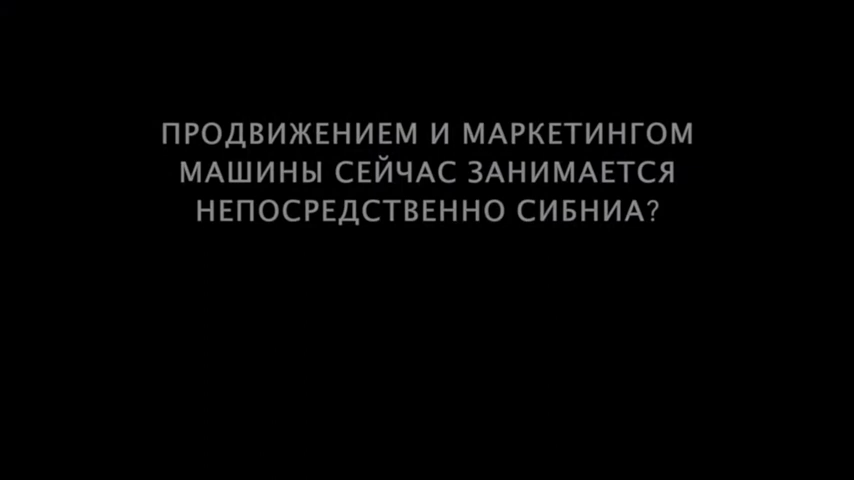 ПРОДВИЖЕНИЕМ И МАРКЕТИНГОМ
МАШИНЫ СЕЙЧАС ЗАНИМАЕТСЯ
НЕПОСРЕДСТВЕННО СИБНИА?